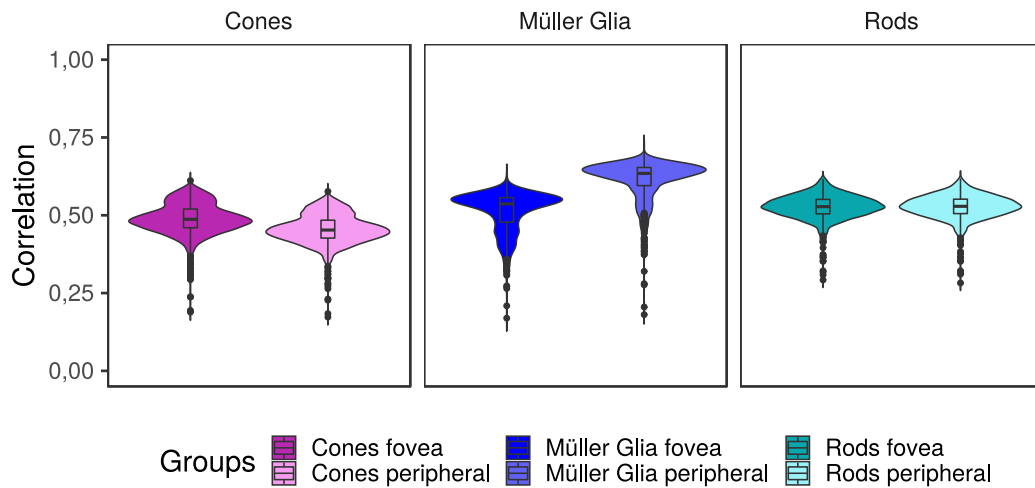 Cones Müller Glia Rods
Correlation
1,00
0,75
0,50
0,25
0,00
Groups
Cones fovea Müller Glia fovea Rods fovea
Cones peripheral Müller Glia peripheral Rods peripheral